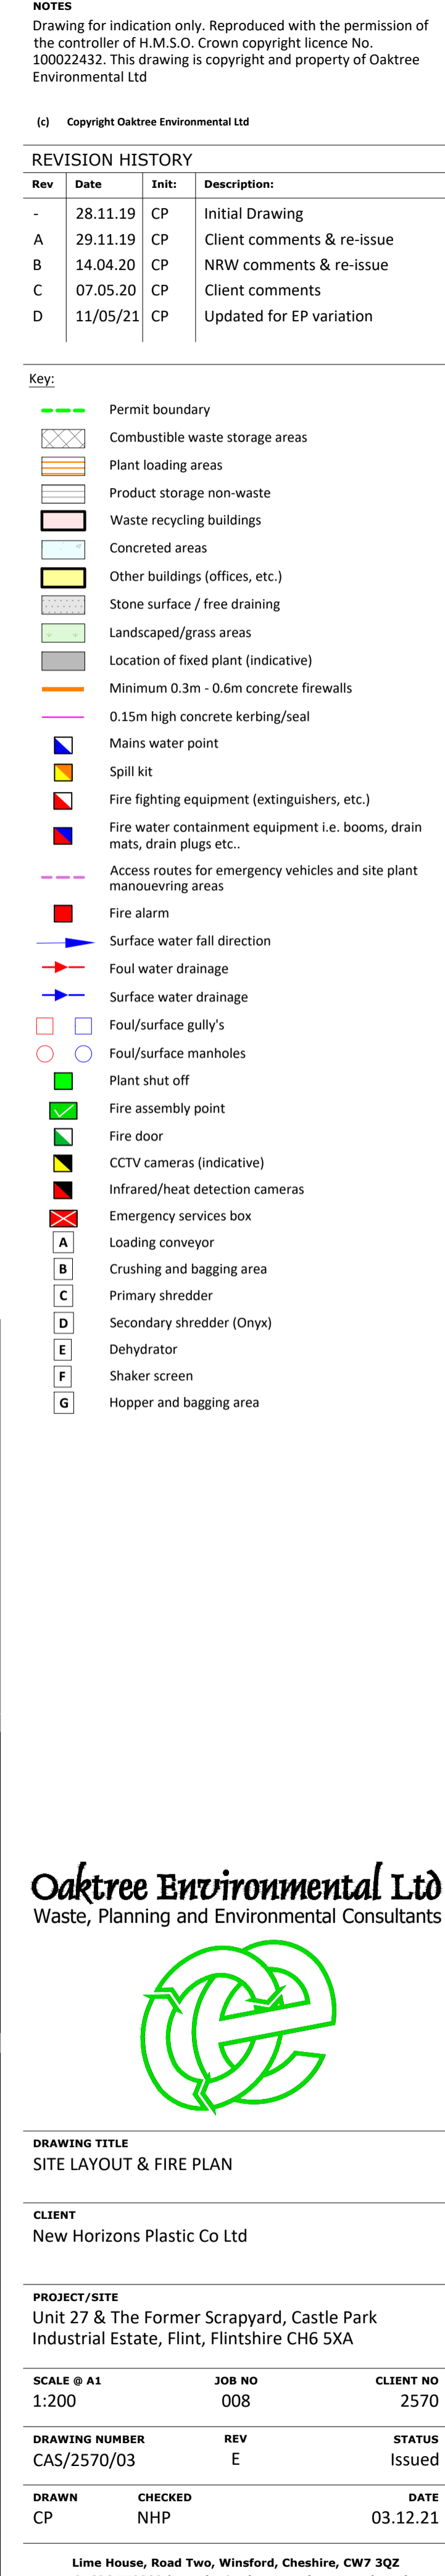 NOTES
Drawing for indication only. Reproduced with the permission of
the controller of H.M.S.O. Crown copyright licence No.
100022432. This drawing is copyright and property of Oaktree
Environmental Ltd
(c) Copyright Oaktree Environmental Ltd
REVISION HISTORY
Rev Date Init: Description:
- 28.11.19 CP Initial Drawing
A 29.11.19 CP Client comments & re-issue
B 14.04.20 CP NRW comments & re-issue
C 07.05.20 CP Client comments
D 11/05/21 CP Updated for EP variation
Key:
Permit boundary
Combustible waste storage areas
Plant loading areas
Product storage non-waste
Waste recycling buildings
Concreted areas
Other buildings (offices, etc.)
Stone surface / free draining
Landscaped/grass areas
Location of fixed plant (indicative)
Minimum 0.3m - 0.6m concrete firewalls
0.15m high concrete kerbing/seal
Mains water point
Spill kit
Fire fighting equipment (extinguishers, etc.)
Fire water containment equipment i.e. booms, drain
mats, drain plugs etc..
Access routes for emergency vehicles and site plant
manouevring areas
Fire alarm
Surface water fall direction
Foul water drainage
Surface water drainage
Foul/surface gully's
Foul/surface manholes
Plant shut off
Fire assembly point
Fire door
CCTV cameras (indicative)
Infrared/heat detection cameras
Emergency services box
A Loading conveyor
B Crushing and bagging area
C Primary shredder
D Secondary shredder (Onyx)
E Dehydrator
F Shaker screen
G Hopper and bagging area
Oaktree Environmental Ltd
Waste, Planning and Environmental Consultants
DRAWING TITLE
SITE LAYOUT & FIRE PLAN
CLIENT
New Horizons Plastic Co Ltd
PROJECT/SITE
Unit 27 & The Former Scrapyard, Castle Park
Industrial Estate, Flint, Flintshire CH6 5XA
SCALE @ A1 JOB NO CLIENT NO
1:200 008 2570
DRAWING NUMBER REV STATUS
CAS/2570/03 E Issued
DRAWN CHECKED DATE
CP NHP 03.12.21
Lime House, Road Two, Winsford, Cheshire, CW7 3QZ